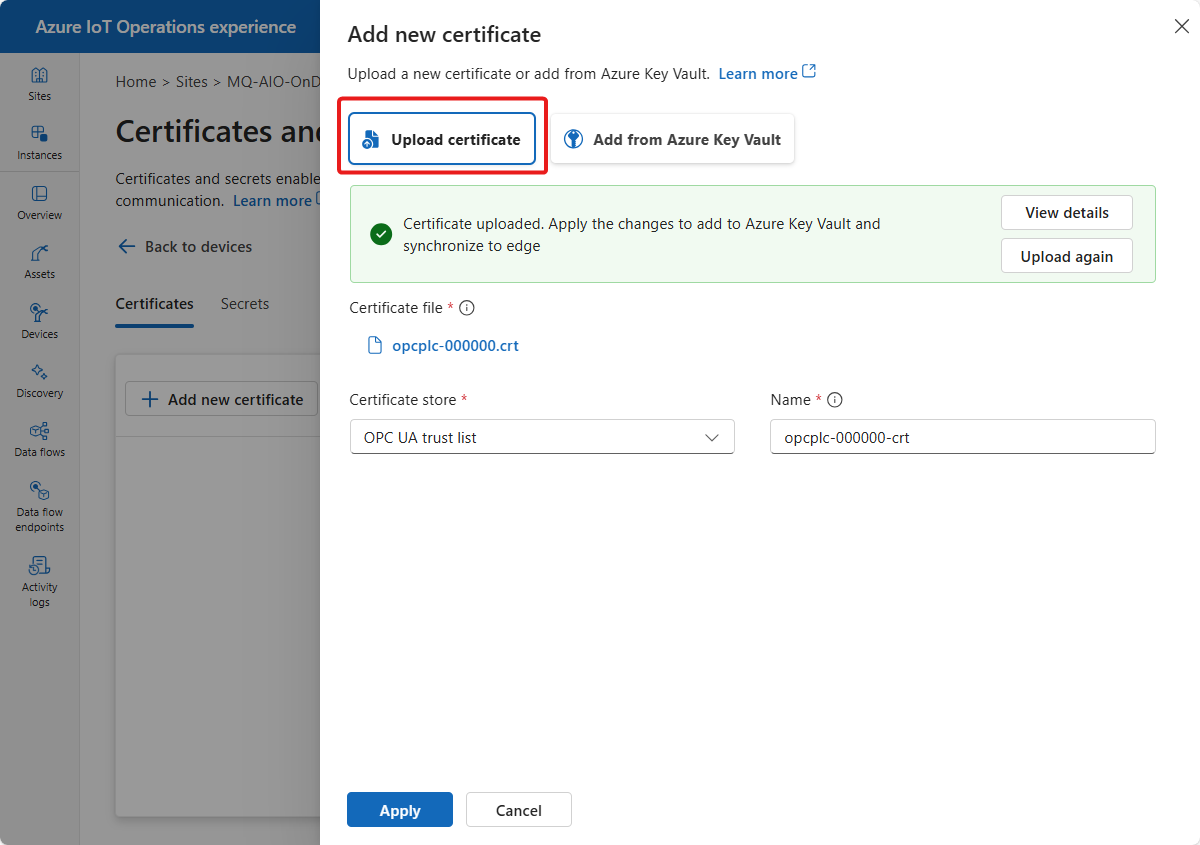 Azure IoT Operations experience
Sites
Instances
Overview
Assets
Devices
Discovery
Data flows
Data flow
endpoints
Activity
logs
Home > Sites > MQ-AIO-OnD
Certificates and
Certificates and secrets enable
communication. Learn more
Back to devices
Certificates Secrets
Add new certificate
Add new certificate
Upload a new certificate or add from Azure Key Vault. Learn more
Upload certificate
Add from Azure Key Vault
Certificate uploaded. Apply the changes to add to Azure Key Vault and
synchronize to edge
View details
Upload again
Certificate file *
opcplc-000000.crt
Certificate store *
OPC UA trust list
Name *
opcplc-000000-crt
Apply
Cancel